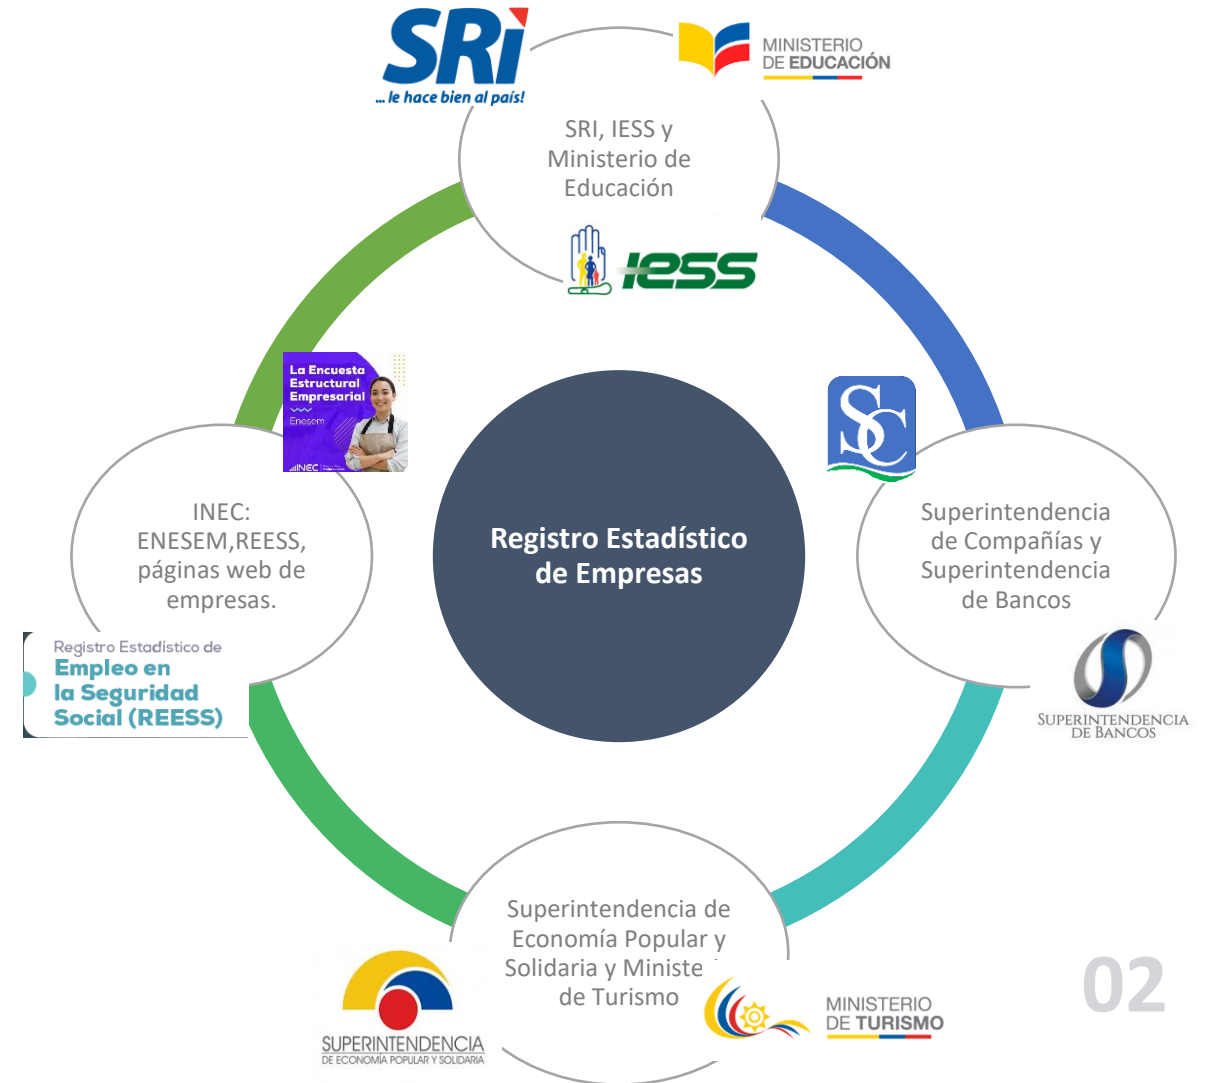 SRi
... le hace bien al país!
MINISTERIO
DE EDUCACIÓN
SRI, IESS y
Ministerio de
Educación
IESS
La Encuesta
Estructural
Empresarial
Enesem
INEC
SC
INEC:
ENESEM,REESS,
páginas web de
empresas.
Registro Estadístico
de Empresas
Superintendencia
de Compañías y
Superintendencia
de Bancos
Registro Estadístico de
Empleo en
la Seguridad
Social (REESS)
SUPERINTENDENCIA
DE BANCOS
Superintendencia de
Economía Popular y
Solidaria y Ministe
de Turismo
SUPERINTENDENCIA
DE ECONOMÍA POPULAR Y SOLIDARIA
MINISTERIO
DE TURISMO
02